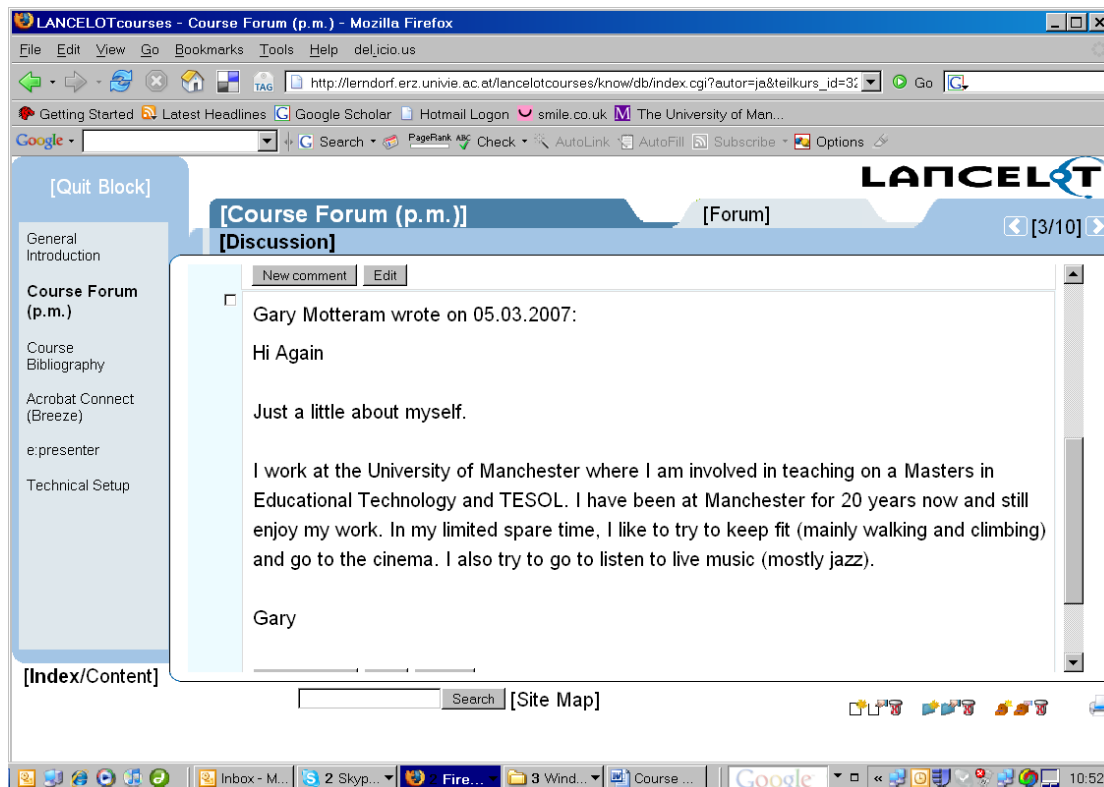 LANCELOTcourses - Course Forum (p.m.) - Mozilla Firefox
File Edit View Go Bookmarks Tools Help del.icio.us
TAG http://lerndorf.erz.univie.ac.at/lancelotcourses/know/db/index.cgi?autor=ja&teilkurs_id=32 Go G
Getting Started Latest Headlines Google Scholar Hotmail Logon smile.co.uk The University of Man...
Google Search PageRank Check AutoLink AutoFill Subscribe Options
LANCELOT
[Quit Block]
[Course Forum (p.m.)] [Forum]
[3/10]
[Discussion]
General
Introduction
Course Forum
(p.m.)
Course
Bibliography
Acrobat Connect
(Breeze)
e:presenter
Technical Setup
[Index/Content]
New comment Edit
Gary Motteram wrote on 05.03.2007:
Hi Again
Just a little about myself.
I work at the University of Manchester where I am involved in teaching on a Masters in
Educational Technology and TESOL. I have been at Manchester for 20 years now and still
enjoy my work. In my limited spare time, I like to try to keep fit (mainly walking and climbing)
and go to the cinema. I also try to go to listen to live music (mostly jazz).
Gary
Search [Site Map]
Inbox - M... 2 Skyp... Fire... 3 Wind... Course ... Google 10:52